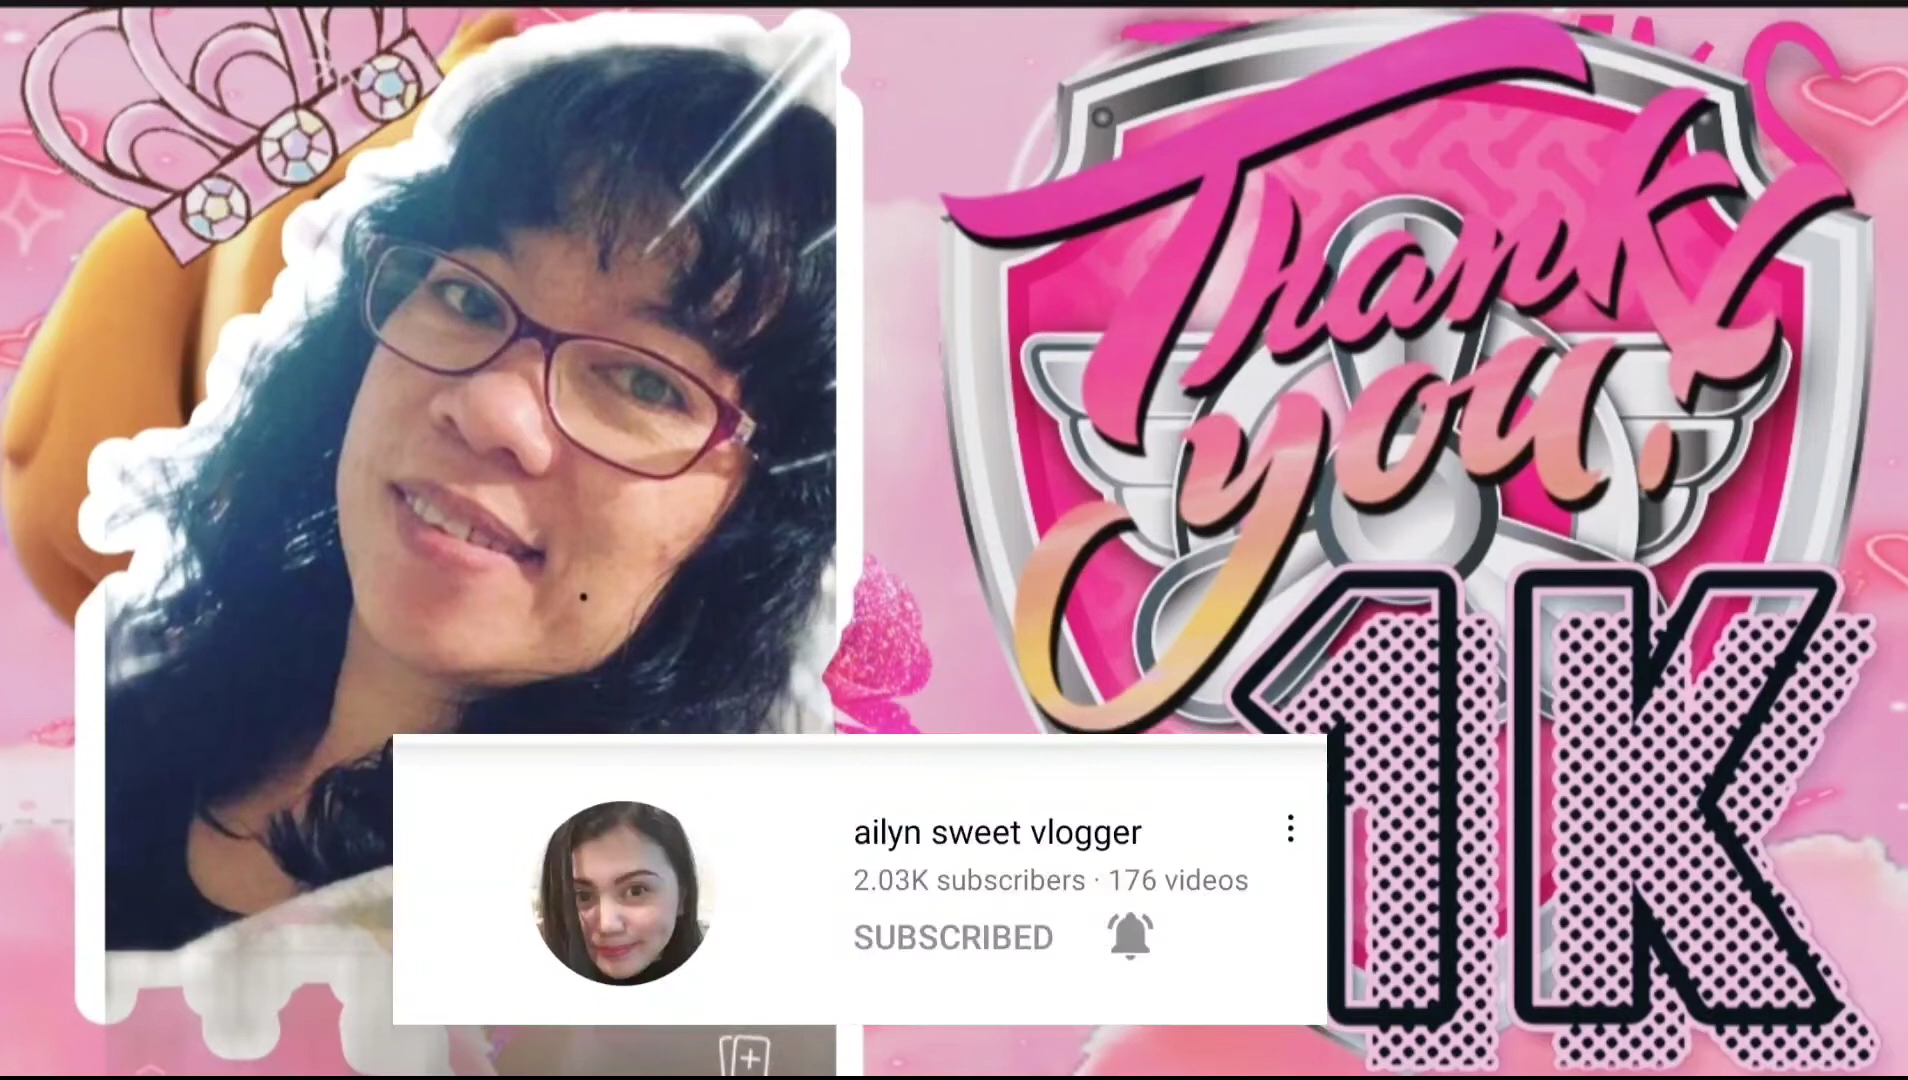 Thank
you!
1K
ailyn sweet vlogger
2.03K subscribers · 176 videos
SUBSCRIBED